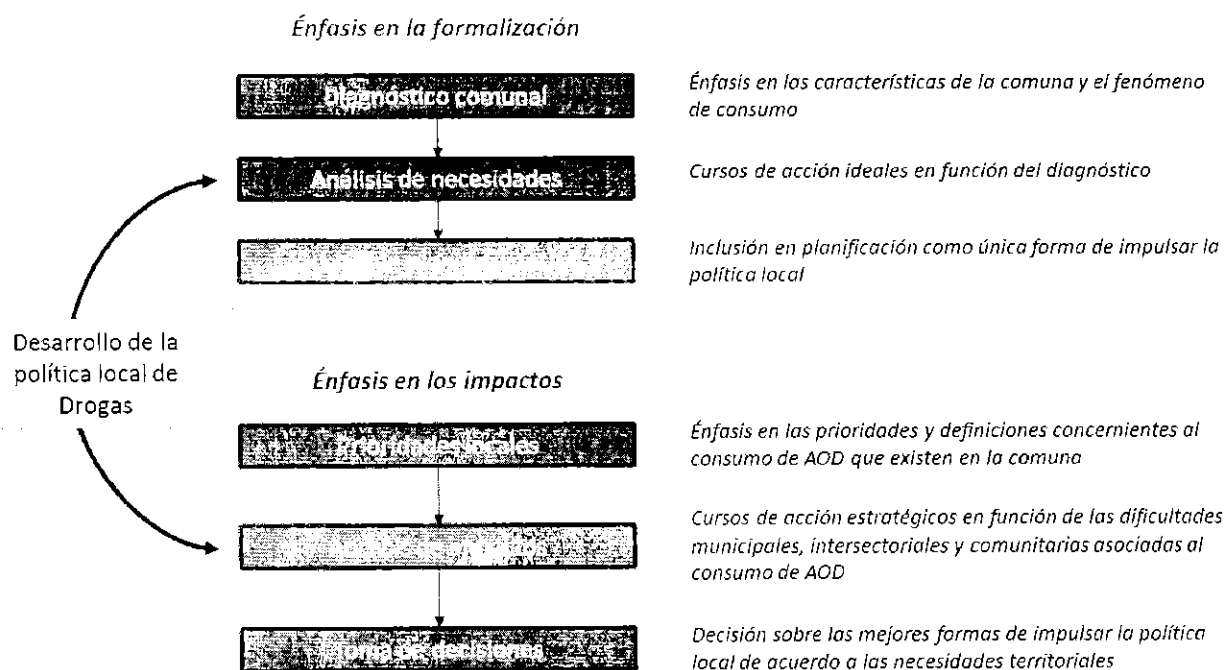 Énfasis en la formalización
Diagnóstico comunal
Énfasis en las características de la comuna y el fenómeno
de consumo
Análisis de necesidades
Cursos de acción ideales en función del diagnóstico
Inclusión en planificación como única forma de impulsar la
política local
Desarrollo de la
política local de
Drogas
Énfasis en los impactos
Prioridades locales
Énfasis en las prioridades y definiciones concernientes al
consumo de AOD que existen en la comuna
Cursos de acción estratégicos en función de las dificultades
municipales, intersectoriales y comunitarias asociadas al
consumo de AOD
Toma de decisiones
Decisión sobre las mejores formas de impulsar la política
local de acuerdo a las necesidades territoriales